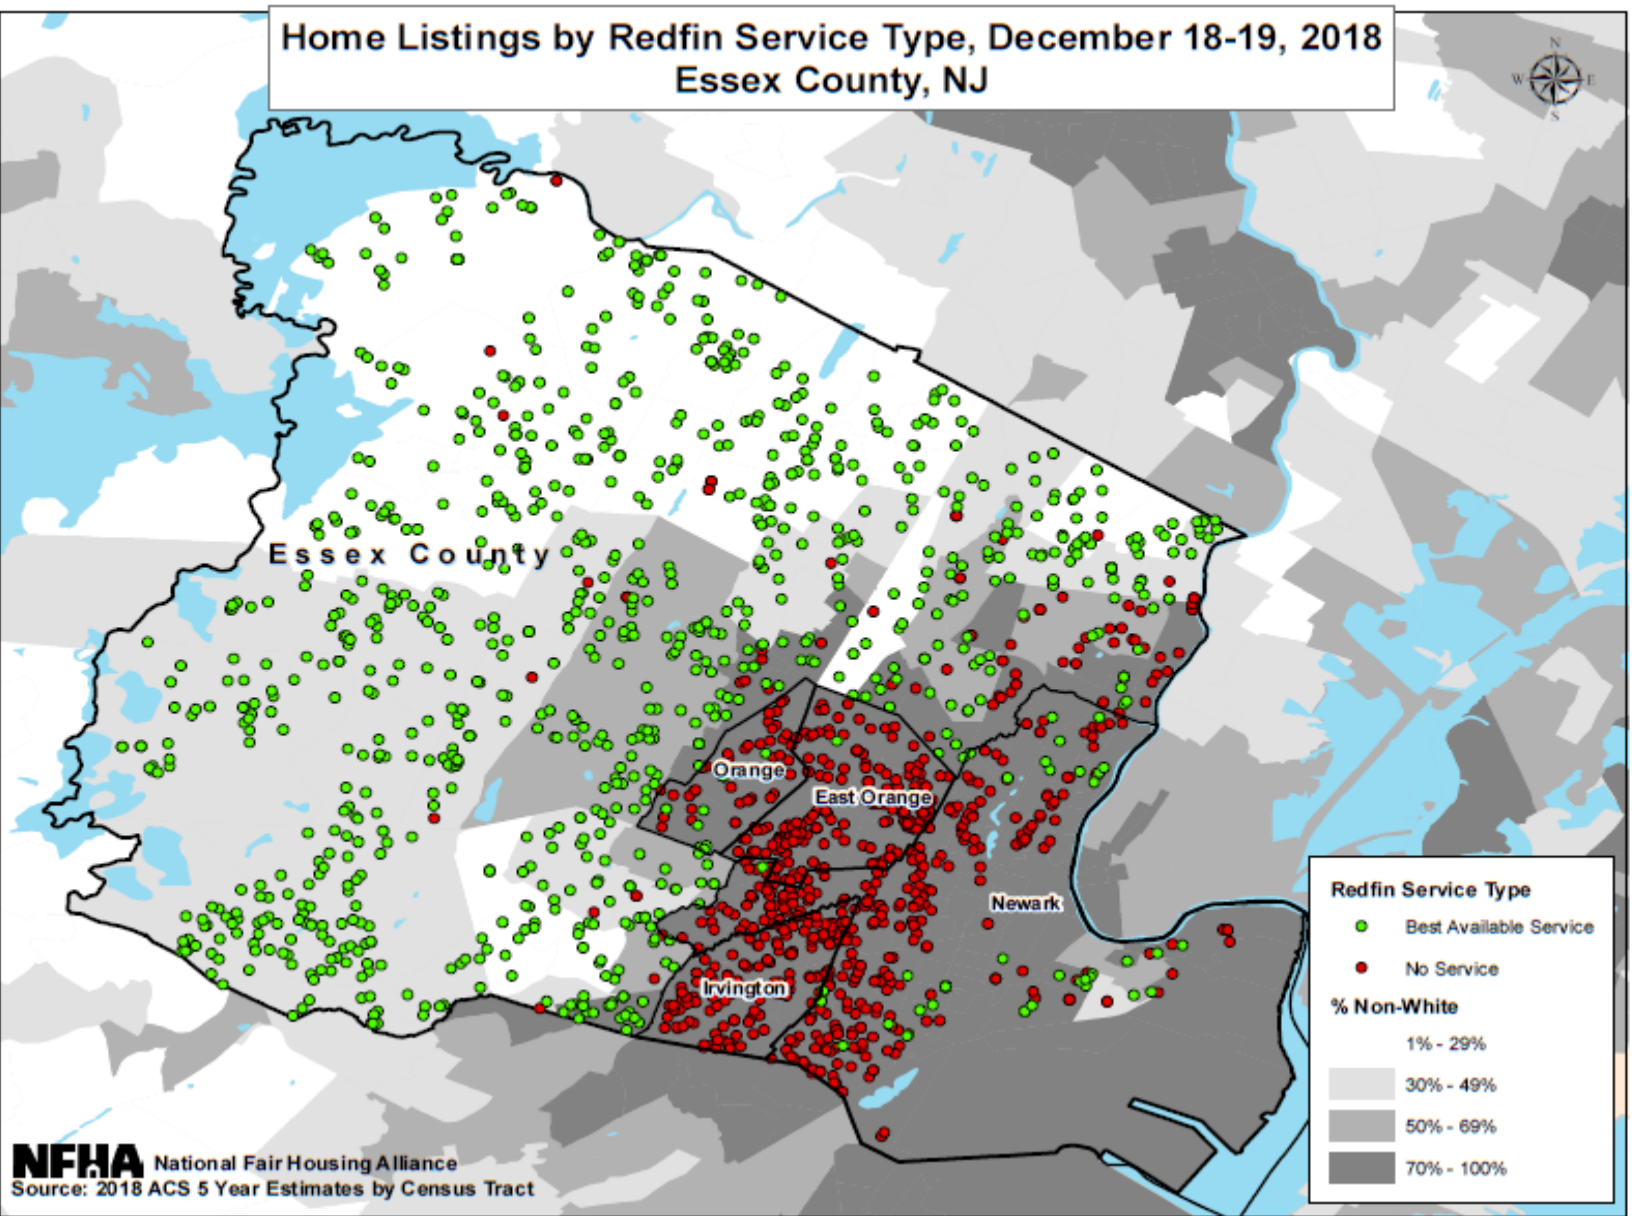 Home Listings by Redfin Service Type, December 18-19, 2018
Essex County, NJ
N
W E
S
Essex County
Orange
East Orange
Newark
Irvington
Redfin Service Type
Best Available Service
No Service
% Non-White
1% - 29%
30% - 49%
50% - 69%
70% - 100%
NFHA National Fair Housing Alliance
Source: 2018 ACS 5 Year Estimates by Census Tract